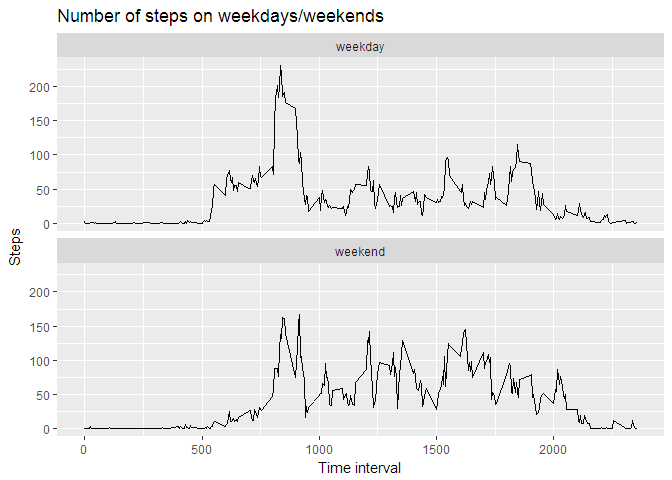 Number of steps on weekdays/weekends
weekday
200
150
100
50
0
Steps
weekend
200
150
100
50
0
0 500 1000 1500 2000
Time interval